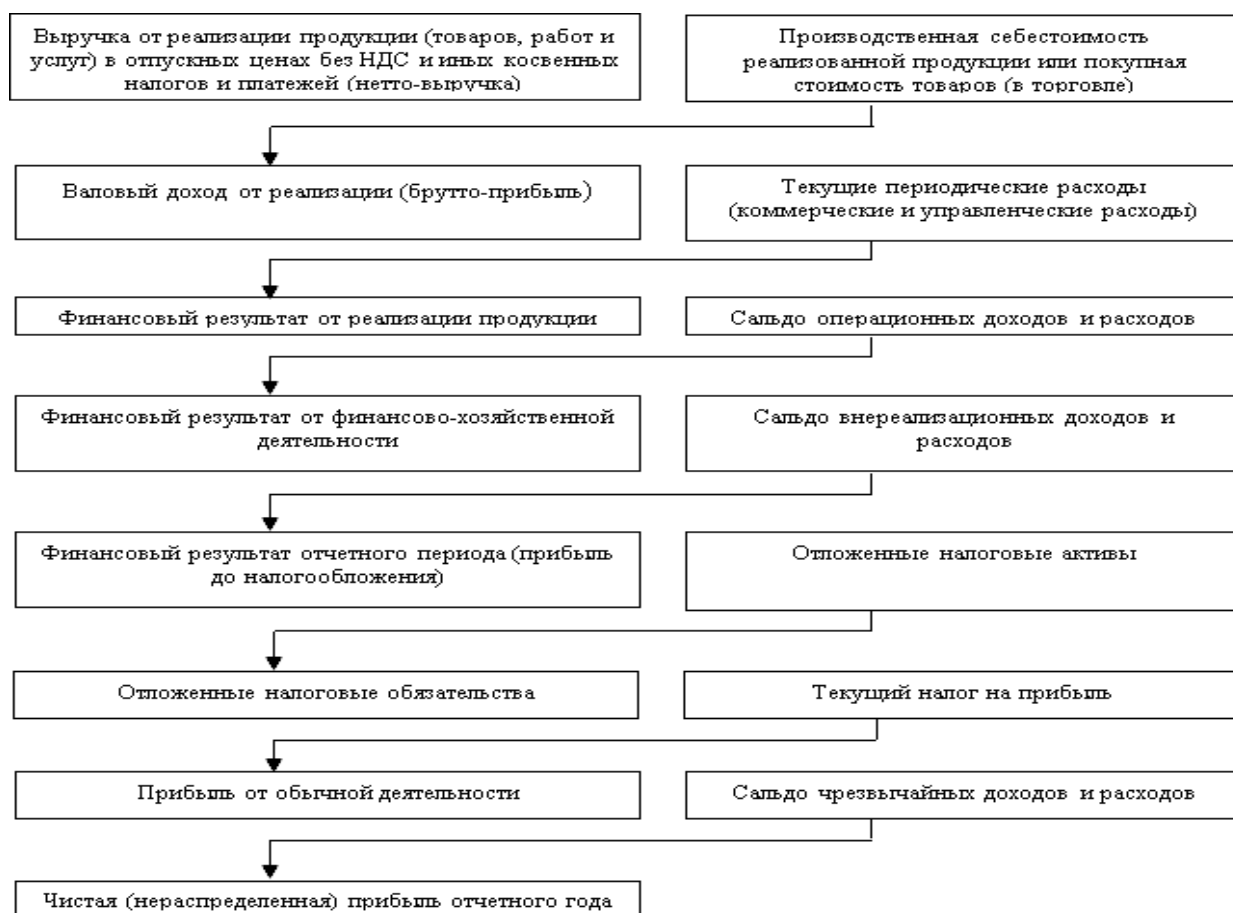 Выручка от реализации продукции (товаров, работ и
услуг) в отпускных ценах без НДС и иных косвенных
налогов и платежей (нетто-выручка)
Производственная себестоимость
реализованной продукции или покупная
стоимость товаров (в торговле)
Валовый доход от реализации (брутто-прибыль)
Текущие периодические расходы
(коммерческие и управленческие расходы)
Финансовый результат от реализации продукции
Сальдо операционных доходов и расходов
Финансовый результат от финансово-хозяйственной
деятельности
Сальдо внереализационных доходов и
расходов
Финансовый результат отчетного периода (прибыль
до налогообложения)
Отложенные налоговые активы
Отложенные налоговые обязательства
Текущий налог на прибыль
Прибыль от обычной деятельности
Сальдо чрезвычайных доходов и расходов
Чистая (нераспределенная) прибыль отчетного года